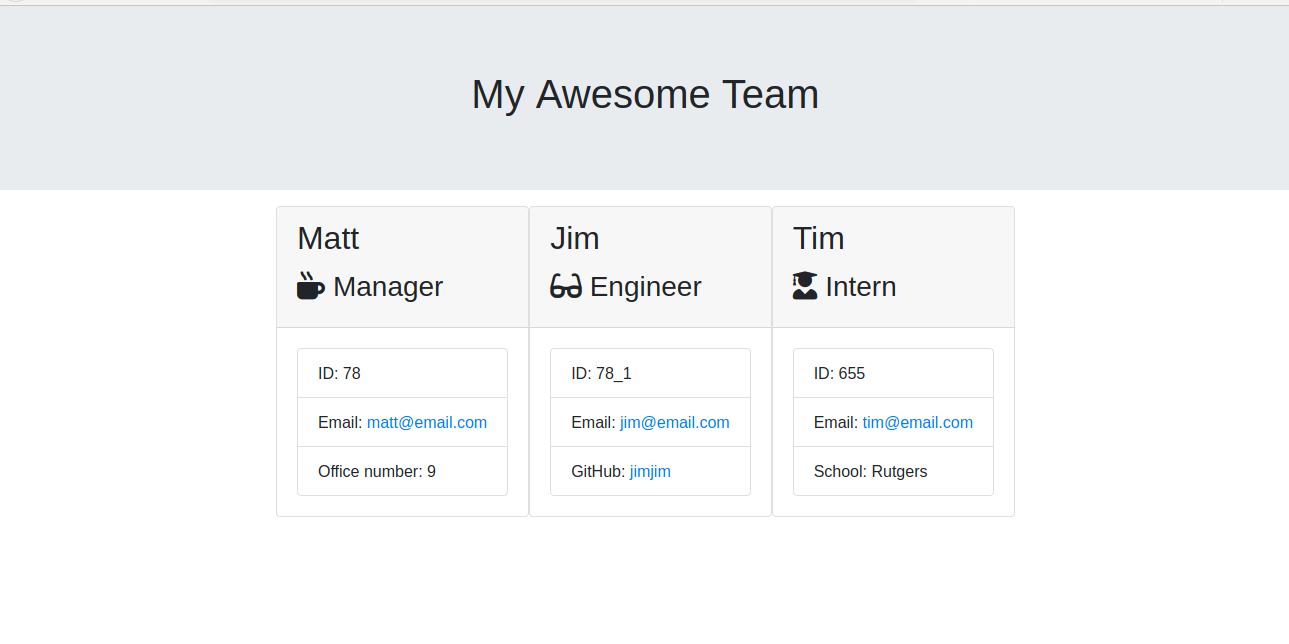 My Awesome Team
Matt
Manager
ID: 78
Email: matt@email.com
Office number: 9
Jim
Engineer
ID: 78_1
Email: jim@email.com
GitHub: jimjim
Tim
Intern
ID: 655
Email: tim@email.com
School: Rutgers